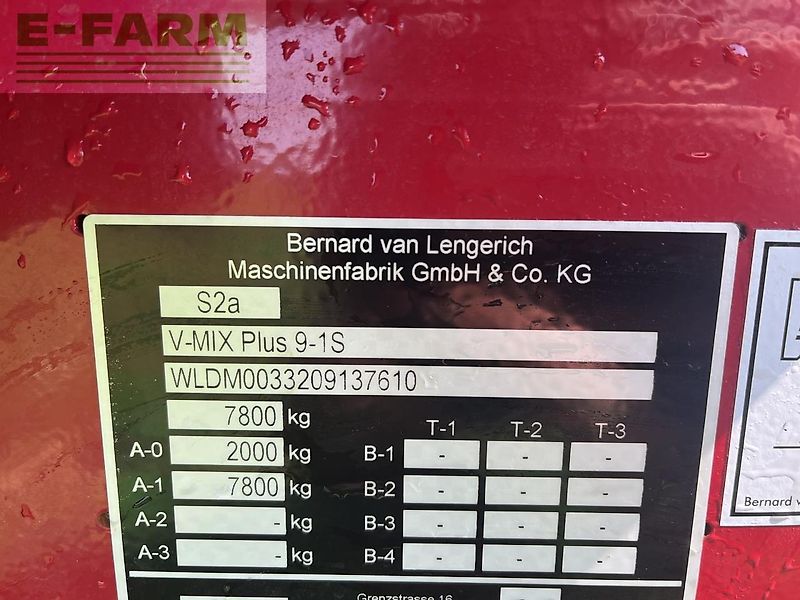 E-FARM
Bernard van Lengerich
Maschinenfabrik GmbH & Co. KG
S2a
V-MIX Plus 9-1S
WLDM0033209137610
7800 kg
T-1 T-2 T-3
A-0 2000 kg B-1 - - -
A-1 7800 kg B-2 - - -
A-2 - kg B-3 - - -
A-3 - kg B-4 - - -
Bernard v
Grenzstrasse 16